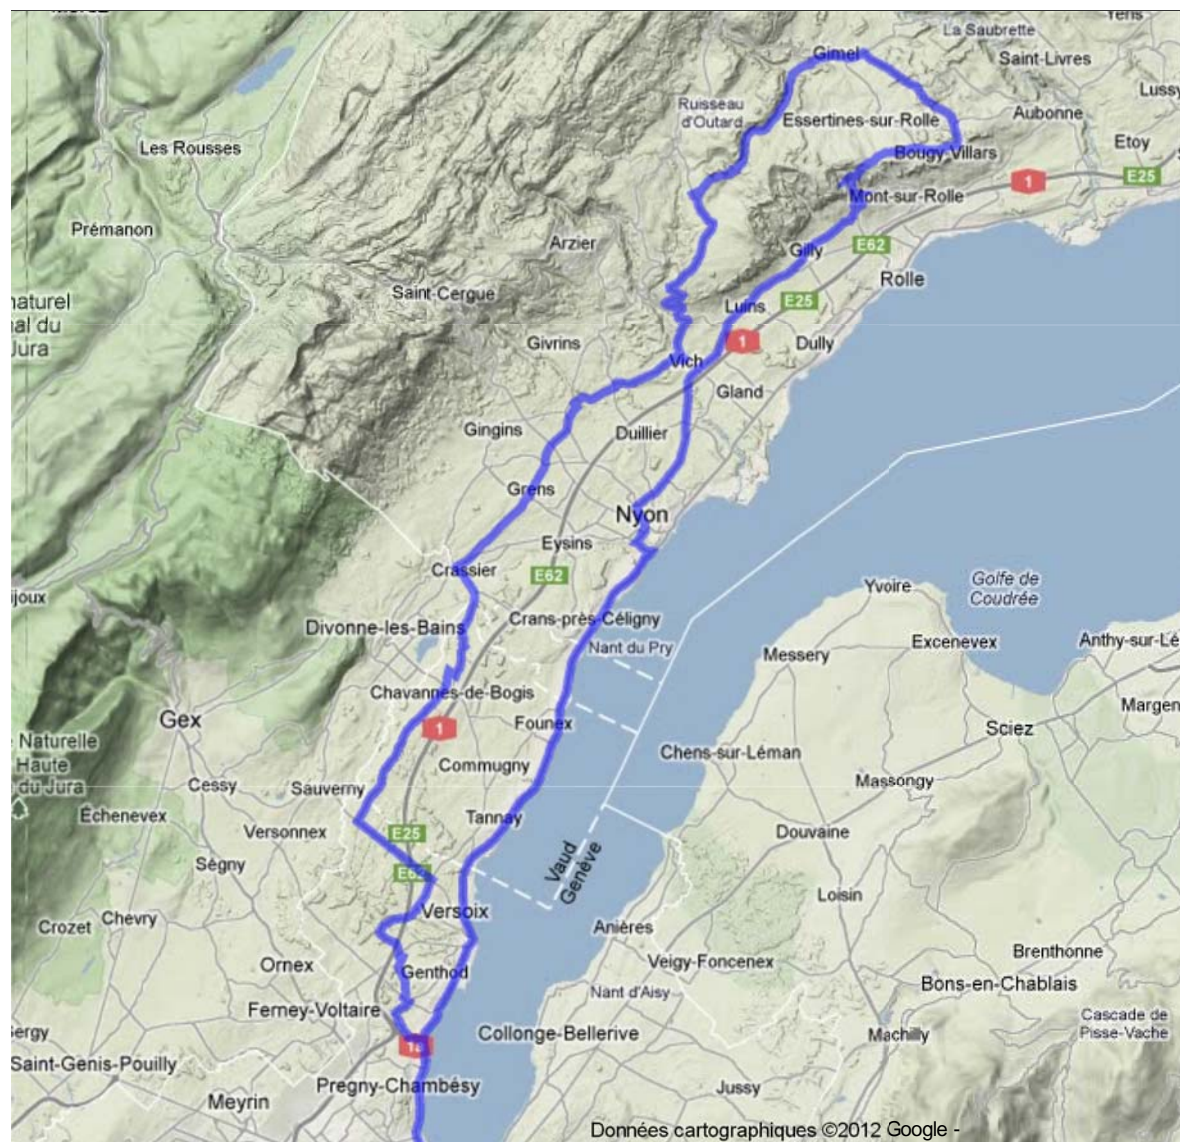 La Saubrette
Yens
Gimel
Saint-Livres
Ruisseau
d'Outard
Essertines-sur-Rolle
Aubonne
Lussy
Les Rousses
Bougy-Villars
Etoy
1
E25
Mont-sur-Rolle
Prémanon
Arzier
Gilly
E62
Rolle
Saint-Cergue
naturel
al du
Jura
Luins
E25
Givrins
1
Dully
Vich
Gland
Gingins
Duillier
Grens
Nyon
Eysins
Crassier
E62
Yvoire
Golfe de
Coudrée
Divonne-les-Bains
Crans-près-Céligny
Nant du Pry
Messery
Excenevex
Anthy-sur-Lé
Chavannes-de-Bogis
Gex
1
Founex
Margen
Sciez
Naturelle
Haute
du Jura
Chens-sur-Léman
Commugny
Cessy
Sauverny
Massongy
Échenevex
Versonnex
E25
Tannay
Douvaine
Vaud
Genève
Ségny
E62
Loisin
Crozet
Chevry
Versoix
Anières
Ornex
Genthod
Veigy-Foncenex
Brenthonne
Bons-en-Chablais
Nant d'Aisy
Ferney-Voltaire
Collonge-Bellerive
Machilly
Cascade de
Pisse-Vache
Saint-Genis-Pouilly
Pregny-Chambésy
Jussy
Meyrin
Données cartographiques ©2012 Google -